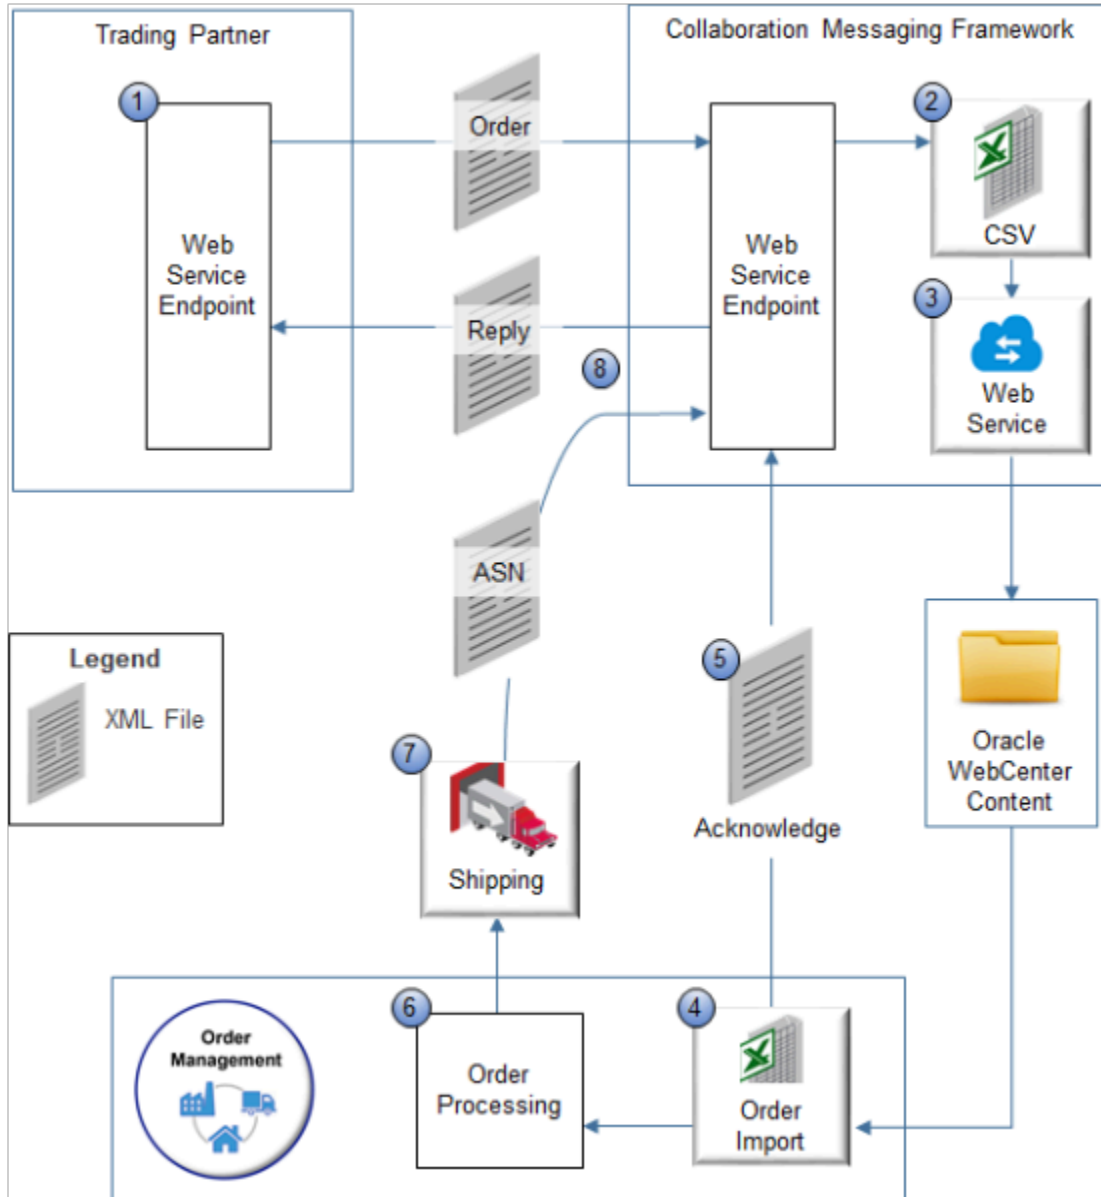 Trading Partner
Collaboration Messaging Framework
1
Order
2
CSV
Web
Service
Endpoint
Web
Service
Endpoint
3
Web
Service
Reply
8
ASN
5
Acknowledge
Legend
XML File
Oracle
WebCenter
Content
7
Shipping
Order
Management
6
Order
Processing
4
Order
Import